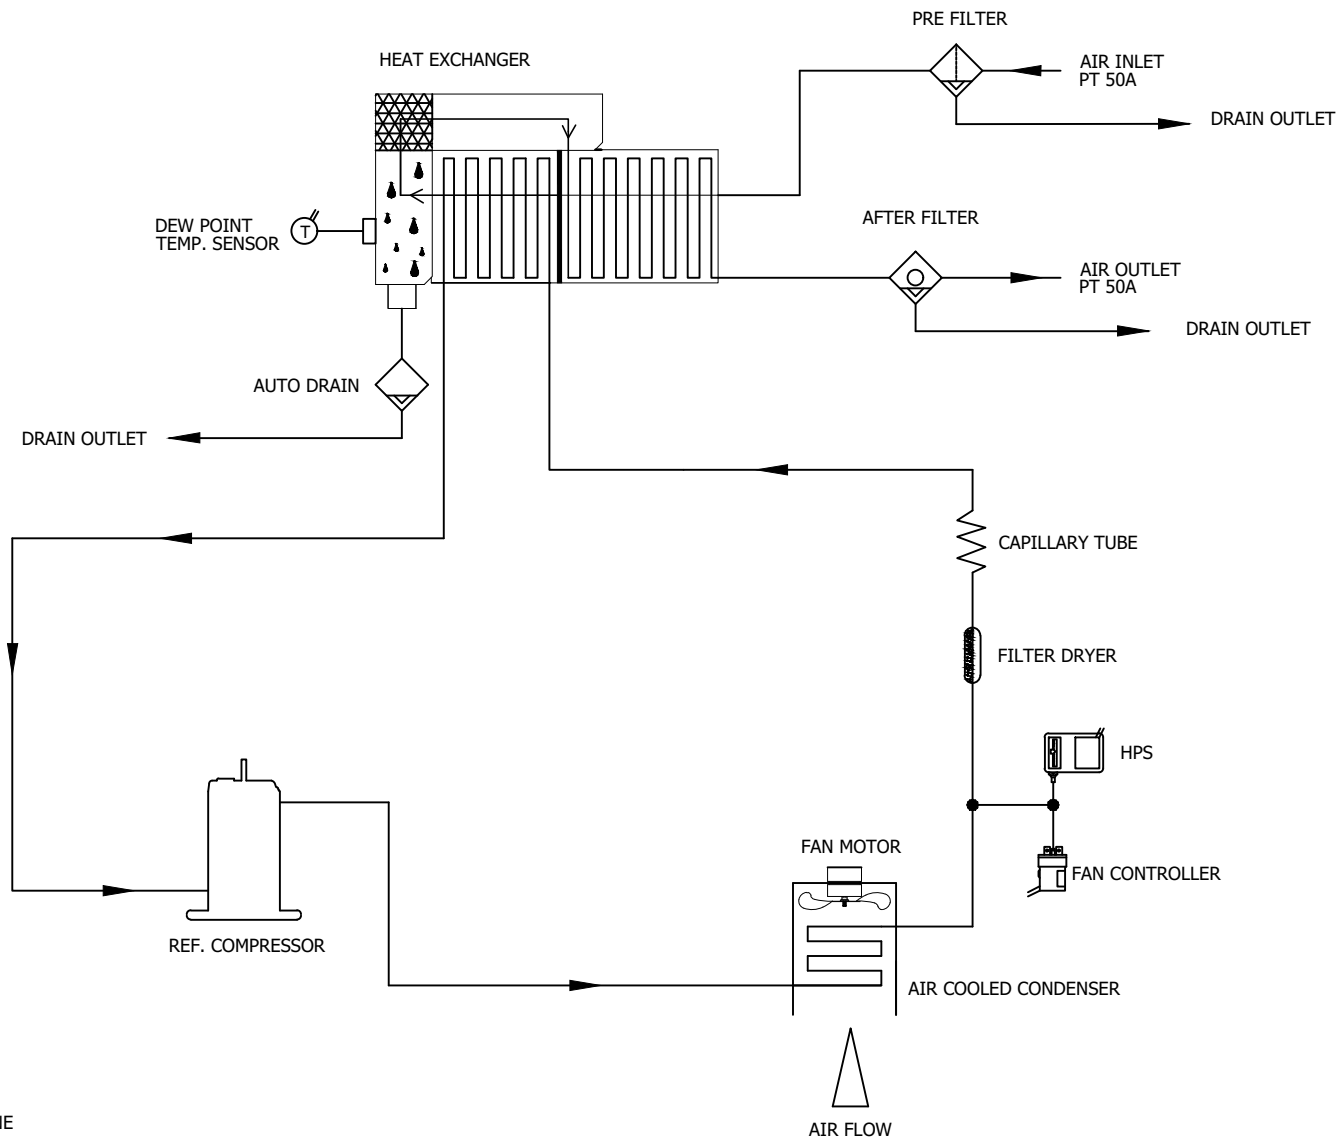 PRE FILTER
HEAT EXCHANGER
AIR INLET
PT 50A
DRAIN OUTLET
AFTER FILTER
DEW POINT
TEMP. SENSOR
T
AIR OUTLET
PT 50A
DRAIN OUTLET
AUTO DRAIN
DRAIN OUTLET
CAPILLARY TUBE
FILTER DRYER
HPS
FAN MOTOR
FAN CONTROLLER
REF. COMPRESSOR
AIR COOLED CONDENSER
AIR FLOW